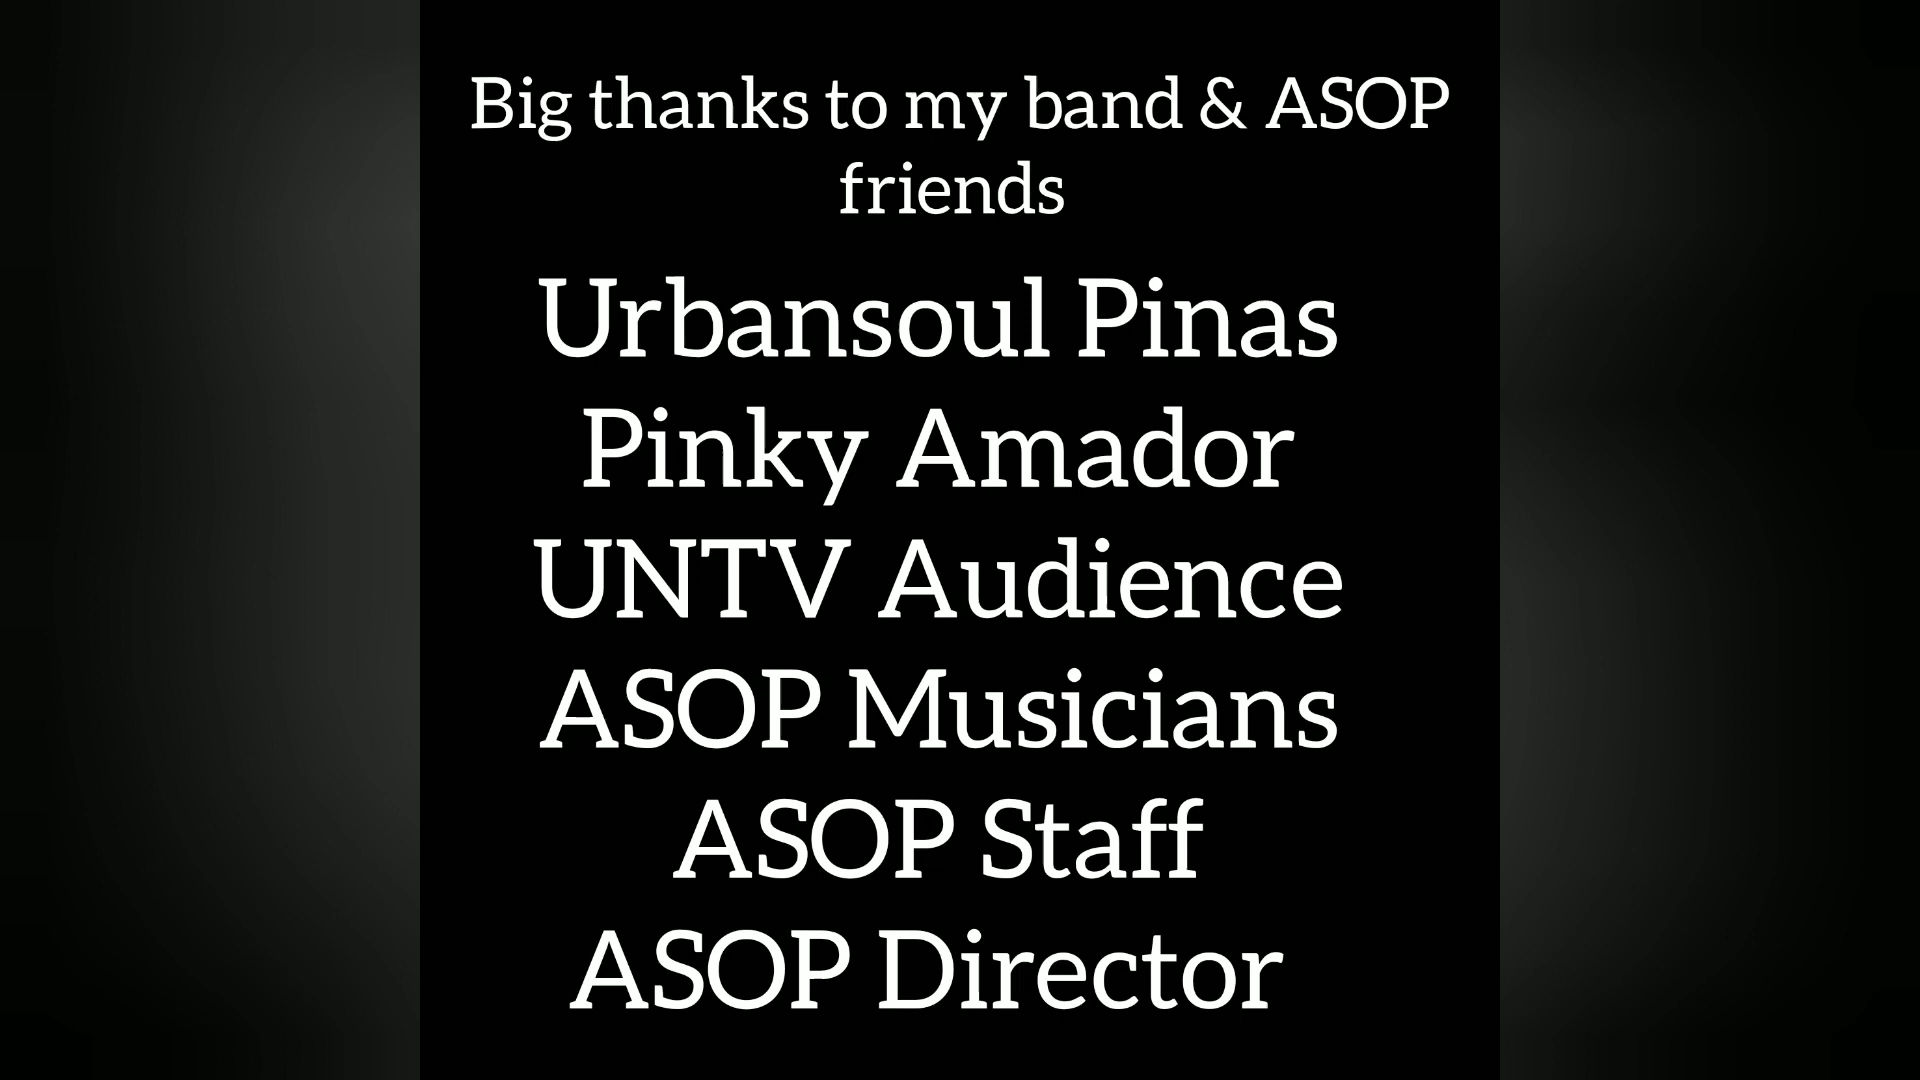 Big thanks to my band & ASOP
friends
Urbansoul Pinas
Pinky Amador
UNTV Audience
ASOP Musicians
ASOP Staff
ASOP Director